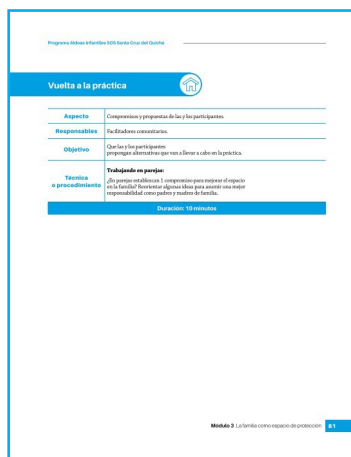 Programa Aldeas Infantiles SOS Santa Cruz del Quiché
Vuelta a la práctica
Aspecto
Compromisos y propuestas de las y los participantes.
Responsables
Facilitadores comunitarios.
Objetivo
Que las y los participantes
propongan alternativas que van a llevar a cabo en la práctica.
Técnica
o procedimiento
Trabajando en parejas:
¿En parejas establezcan 1 compromiso para mejorar el espacio
en la familia? Reorientar algunas ideas para asumir una mejor
responsabilidad como padres y madres de familia.
Duración: 10 minutos
Módulo 3 La familia como espacio de protección 81